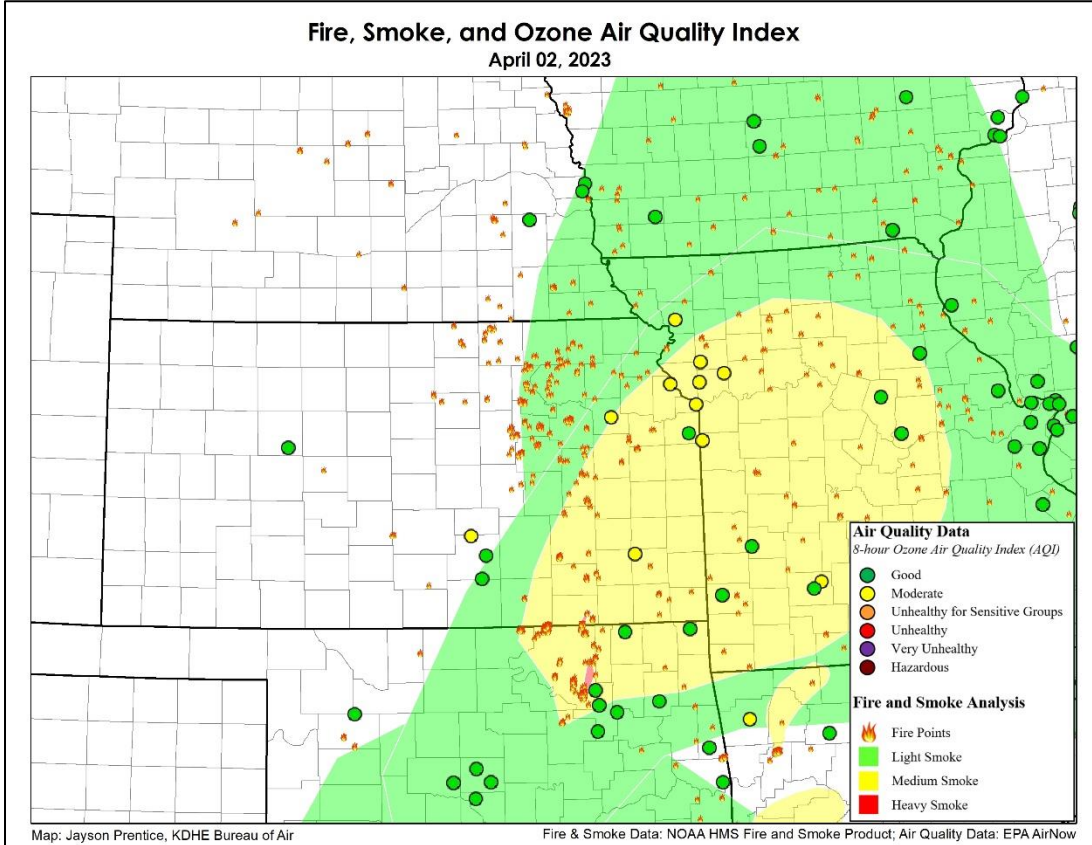 Fire, Smoke, and Ozone Air Quality Index
April 02, 2023
Air Quality Data
8-hour Ozone Air Quality Index (AQI)
Good
Moderate
Unhealthy for Sensitive Groups
Unhealthy
Very Unhealthy
Hazardous
Fire and Smoke Analysis
Fire Points
Light Smoke
Medium Smoke
Heavy Smoke
Map: Jayson Prentice, KDHE Bureau of Air
Fire & Smoke Data: NOAA HMS Fire and Smoke Product; Air Quality Data: EPA AirNow